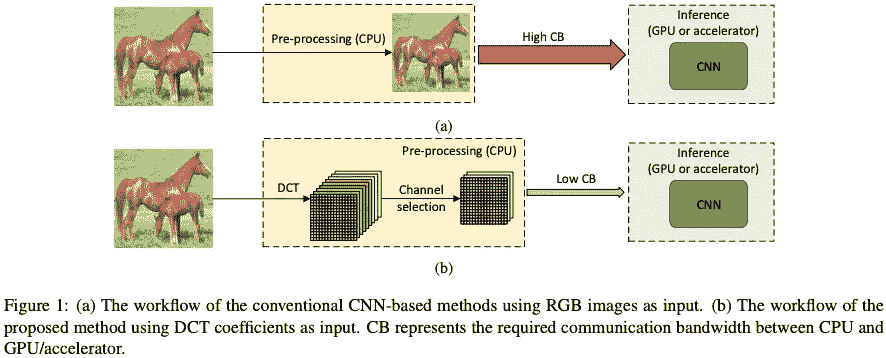 Pre-processing (CPU)
High CB
Inference
(GPU or accelerator)
CNN
(a)
Pre-processing (CPU)
DCT
Channel
selection
Low CB
Inference
(GPU or accelerator)
CNN
(b)
Figure 1: (a) The workflow of the conventional CNN-based methods using RGB images as input. (b) The workflow of the
proposed method using DCT coefficients as input. CB represents the required communication bandwidth between CPU and
GPU/accelerator.